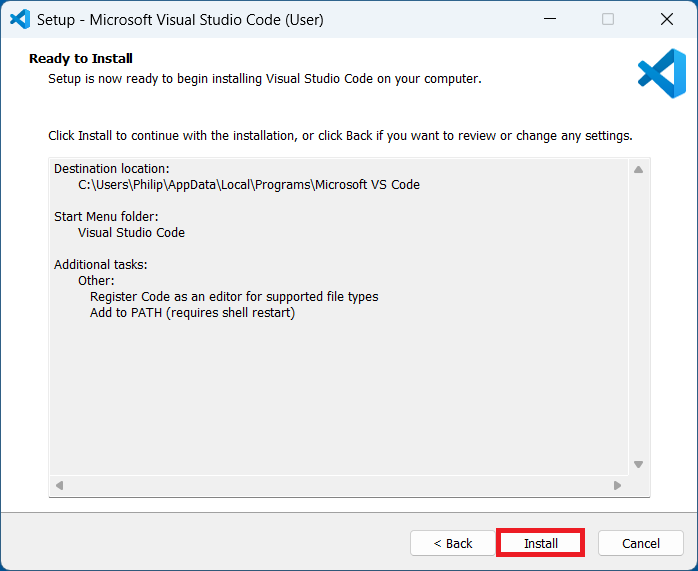 Setup - Microsoft Visual Studio Code (User)
Ready to Install
Setup is now ready to begin installing Visual Studio Code on your computer.
Click Install to continue with the installation, or click Back if you want to review or change any settings.
Destination location:
C:\Users\Philip\AppData\Local\Programs\Microsoft VS Code
Start Menu folder:
Visual Studio Code
Additional tasks:
Other:
Register Code as an editor for supported file types
Add to PATH (requires shell restart)
< Back Install Cancel